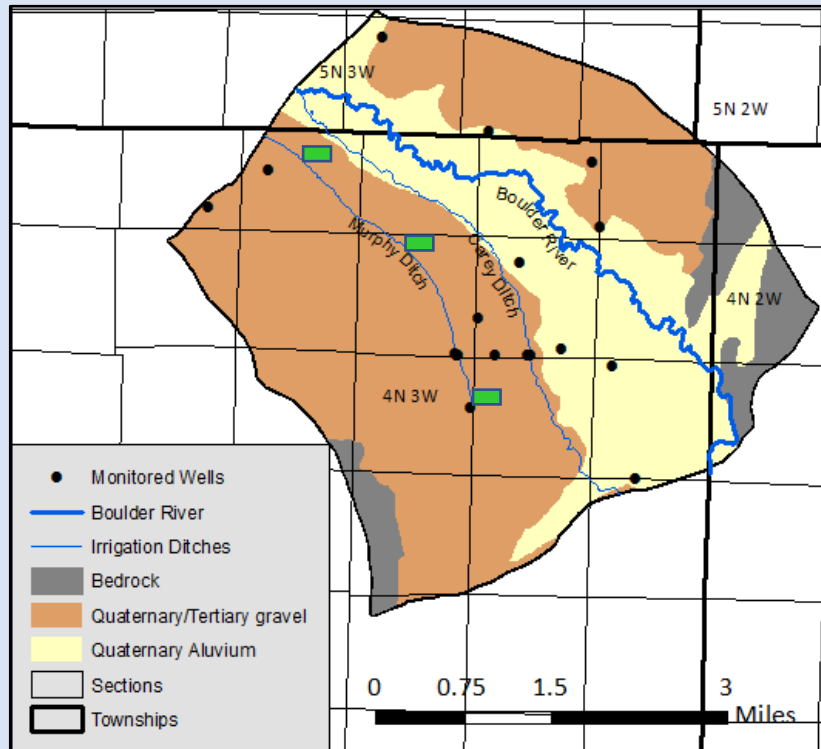 5N 3W
5N 2W
Boulder River
Murphy Ditch
Carey Ditch
4N 2W
4N 3W
Monitored Wells
Boulder River
Irrigation Ditches
Bedrock
Quaternary/Tertiary gravel
Quaternary Aluvium
Sections
Townships
0 0.75 1.5 3
Miles